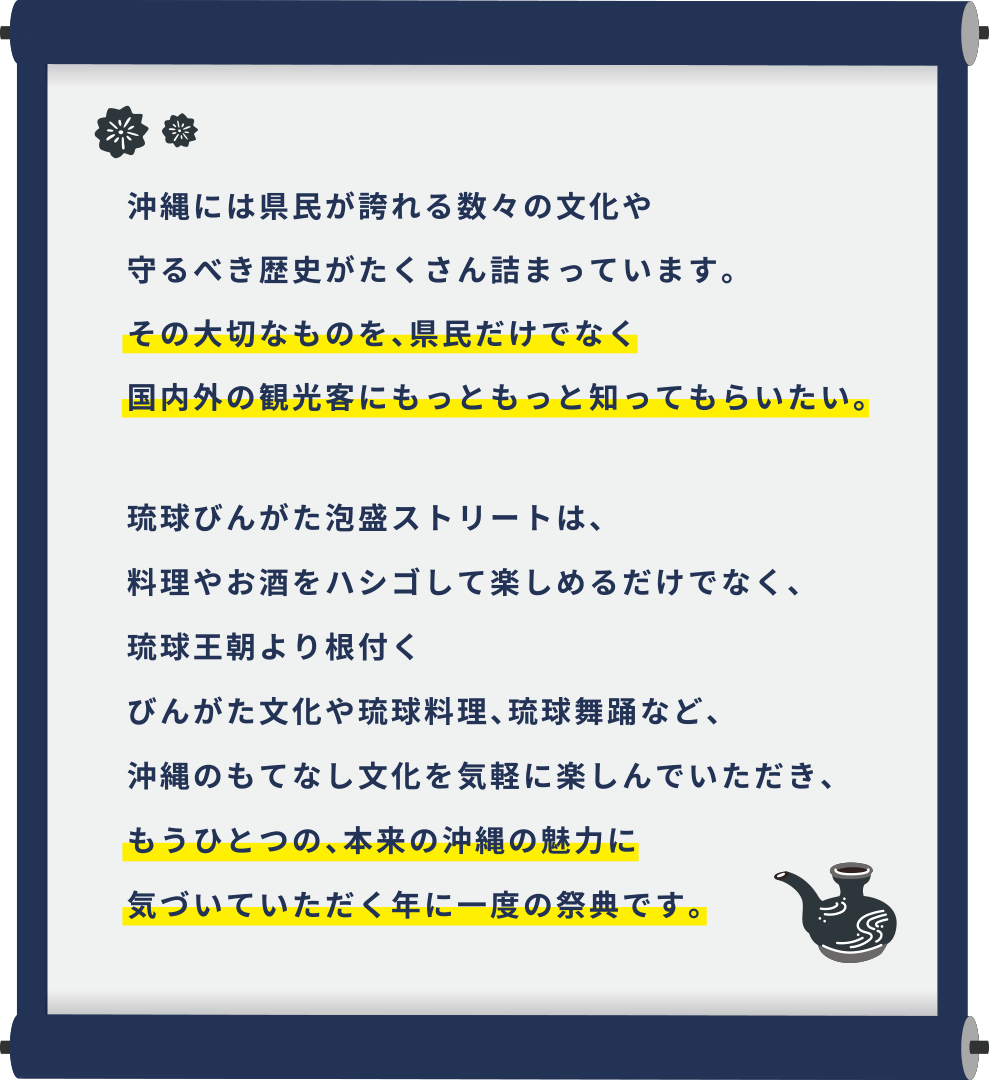 沖縄には県民が誇れる数々の文化や
守るべき歴史がたくさん詰まっています。
その大切なものを、県民だけでなく
国内外の観光客にもっともっと知ってもらいたい。
琉球びんがた泡盛ストリートは、
料理やお酒をハシゴして楽しめるだけでなく、
琉球王朝より根付く
びんがた文化や琉球料理、琉球舞踊など、
沖縄のもてなし文化を気軽に楽しんでいただき、
もうひとつの、本来の沖縄の魅力に
気づいていただく年に一度の祭典です。